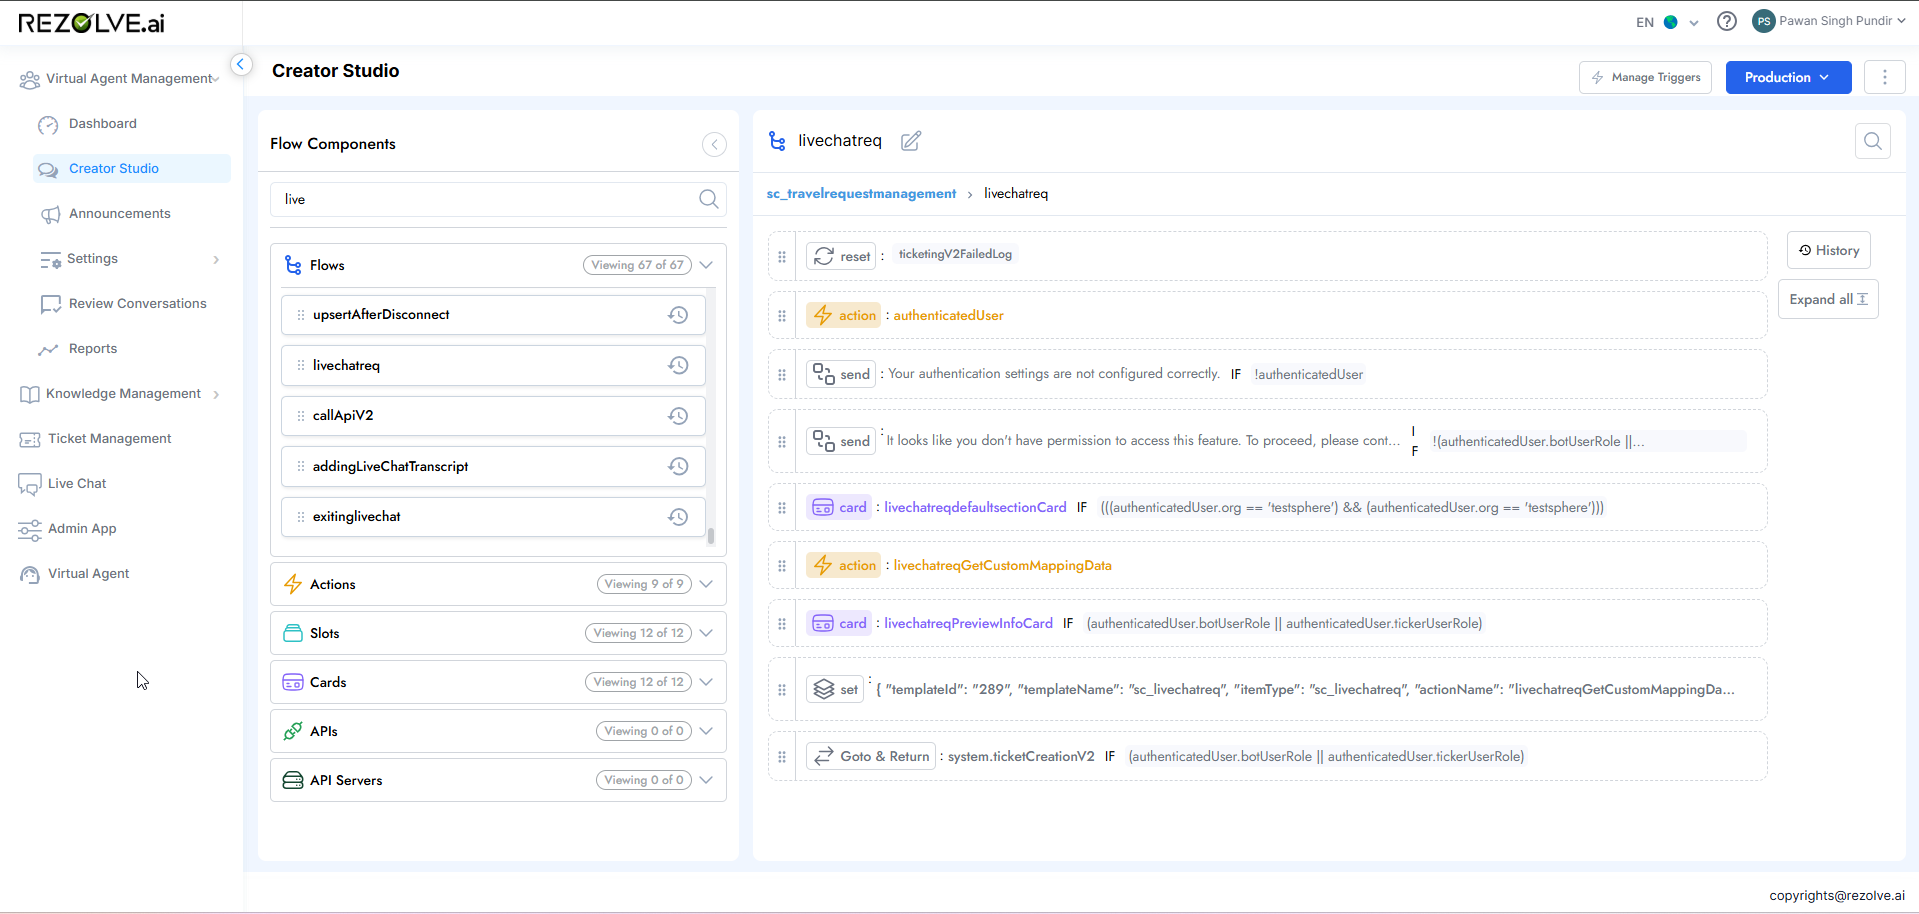 REZOLVE.ai
EN
PS Pawan Singh Pundir
Virtual Agent Management
Dashboard
Creator Studio
Announcements
Settings
Review Conversations
Reports
Knowledge Management
Ticket Management
Live Chat
Admin App
Virtual Agent
Creator Studio
Manage Triggers
Production
Flow Components
live
Flows Viewing 67 of 67
upsertAfterDisconnect
livechatreq
callApiV2
addingLiveChatTranscript
exitinglivechat
Actions Viewing 9 of 9
Slots Viewing 12 of 12
Cards Viewing 12 of 12
APIs Viewing 0 of 0
API Servers Viewing 0 of 0
livechatreq
sc_travelrequestmanagement > livechatreq
reset : ticketingV2FailedLog
action : authenticatedUser
send : Your authentication settings are not configured correctly. IF !authenticatedUser
send : It looks like you don't have permission to access this feature. To proceed, please cont... IF !(authenticatedUser.botUserRole ||...
card : livechatreqdefaultsectionCard IF (((authenticatedUser.org == 'testsphere') && (authenticatedUser.org == 'testsphere')))
action : livechatreqGetCustomMappingData
card : livechatreqPreviewInfoCard IF (authenticatedUser.botUserRole || authenticatedUser.tickerUserRole)
set : { "templateId": "289", "templateName": "sc_livechatreq", "itemType": "sc_livechatreq", "actionName": "livechatreqGetCustomMappingDa...
Goto & Return : system.ticketCreationV2 IF (authenticatedUser.botUserRole || authenticatedUser.tickerUserRole)
History
Expand all
copyrights@rezolve.ai